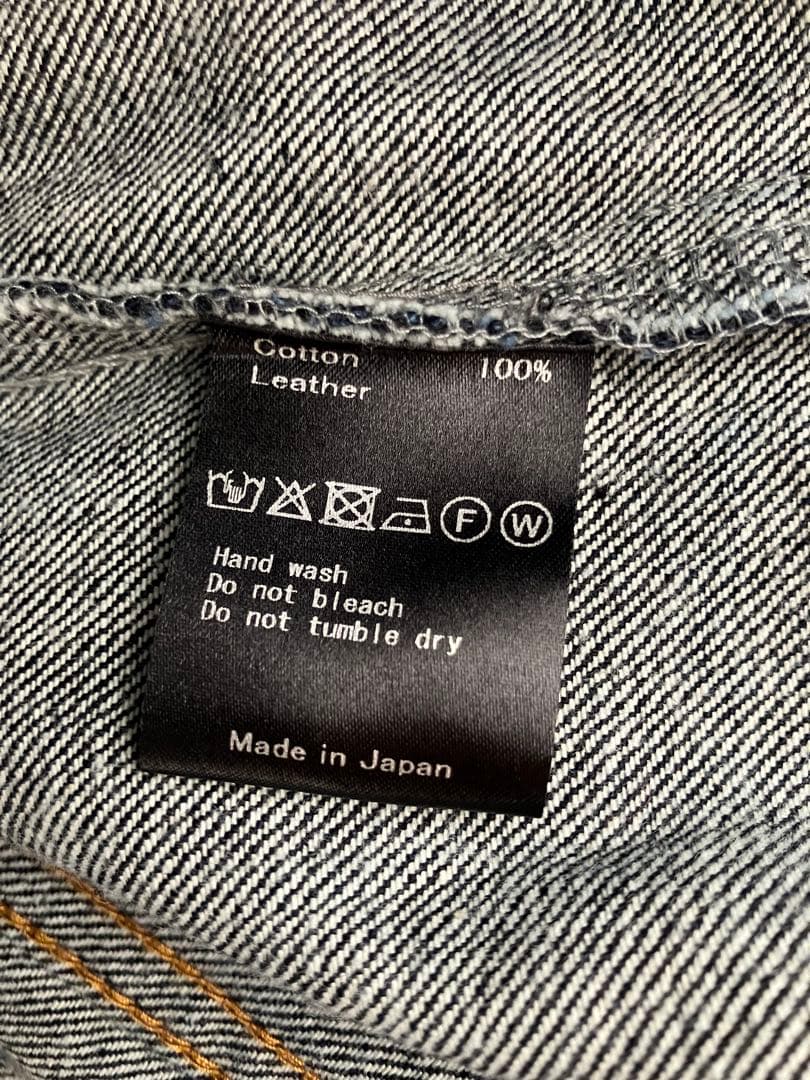 Cotton 100%
Leather
F W
Hand wash
Do not bleach
Do not tumble dry
Made in Japan